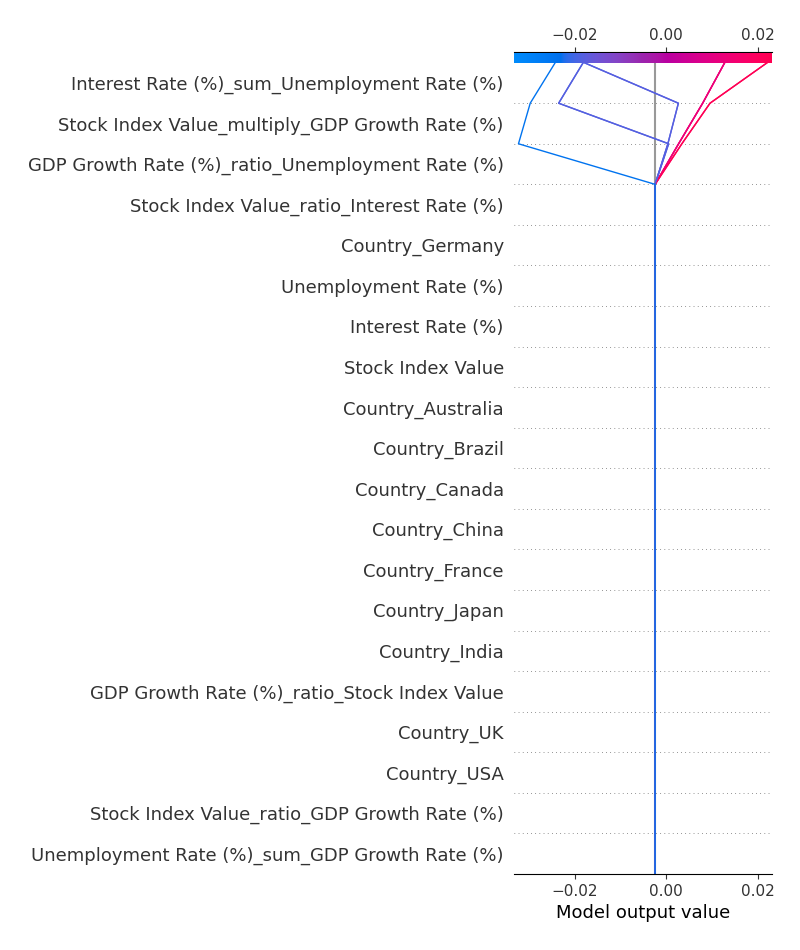 −0.02 0.00 0.02
Interest Rate (%)_sum_Unemployment Rate (%)
Stock Index Value_multiply_GDP Growth Rate (%)
GDP Growth Rate (%)_ratio_Unemployment Rate (%)
Stock Index Value_ratio_Interest Rate (%)
Country_Germany
Unemployment Rate (%)
Interest Rate (%)
Stock Index Value
Country_Australia
Country_Brazil
Country_Canada
Country_China
Country_France
Country_Japan
Country_India
GDP Growth Rate (%)_ratio_Stock Index Value
Country_UK
Country_USA
Stock Index Value_ratio_GDP Growth Rate (%)
Unemployment Rate (%)_sum_GDP Growth Rate (%)
−0.02 0.00 0.02
Model output value